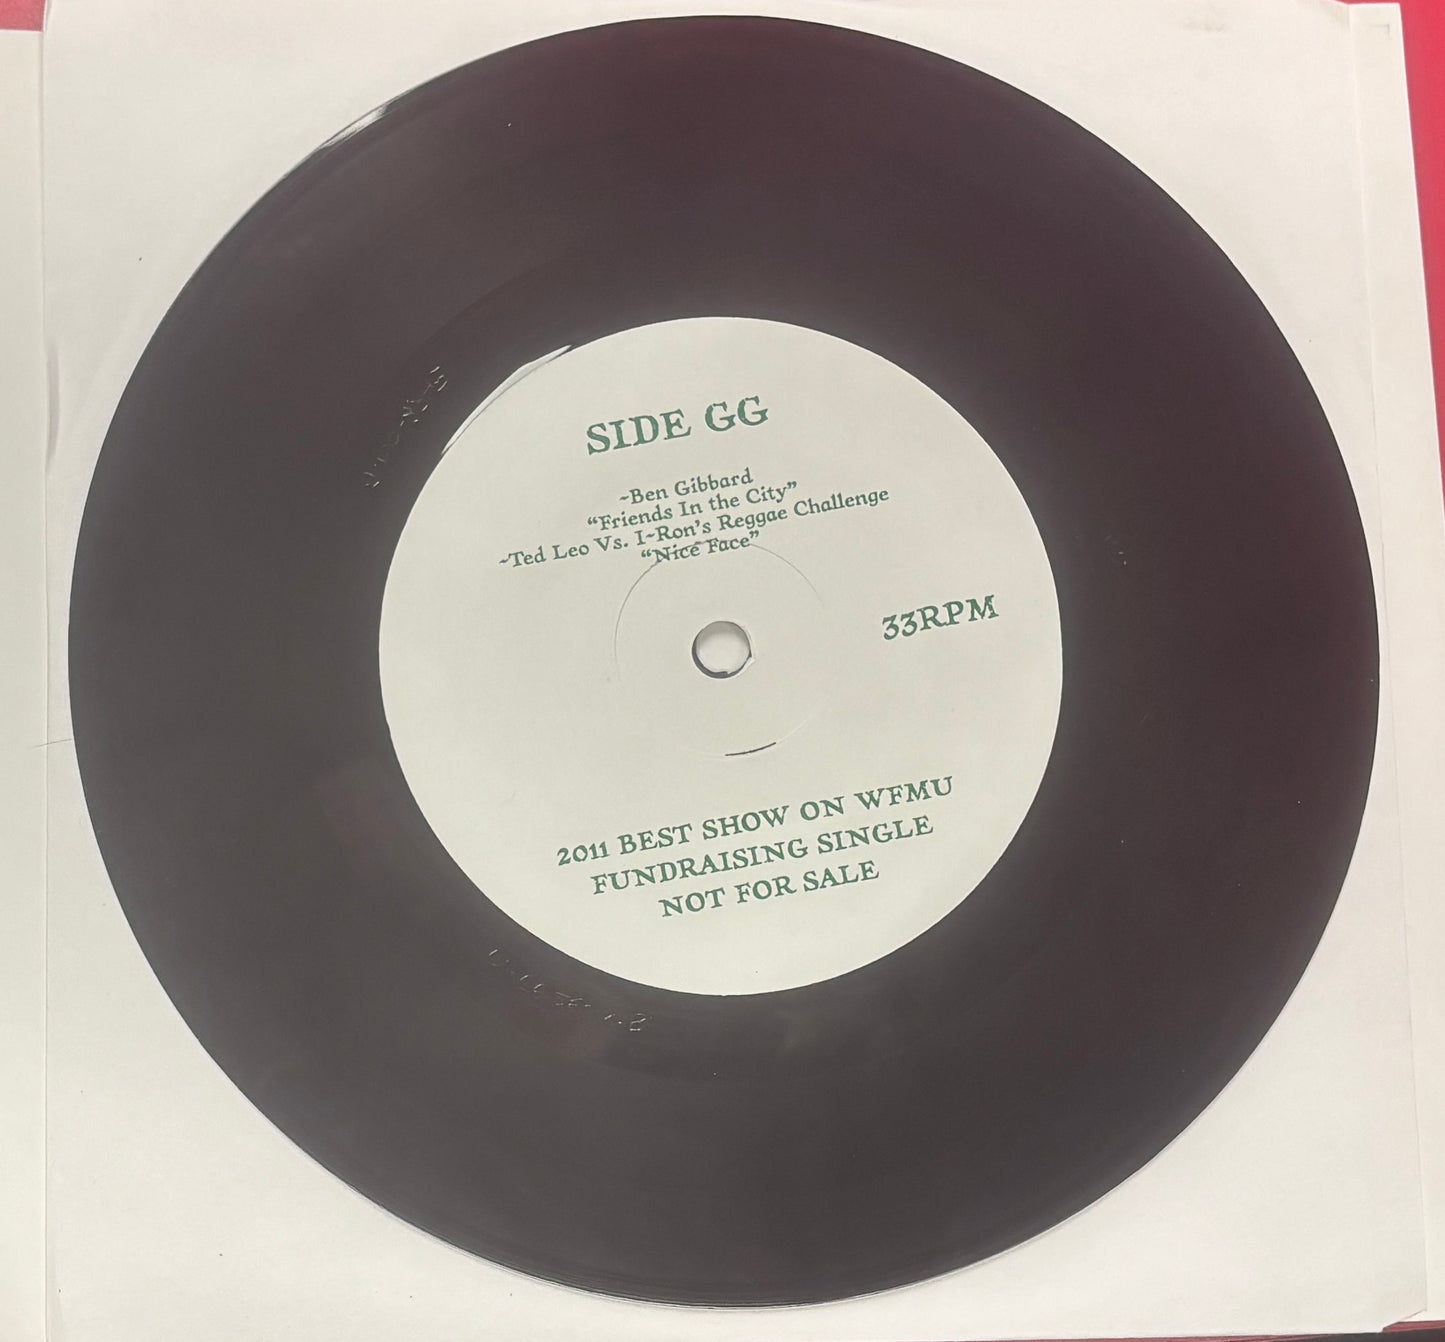 SIDE GG
~Ben Gibbard
“Friends In the City”
~Ted Leo Vs. I~Ron's Reggae Challenge
“Nice Face”
33RPM
2011 BEST SHOW ON WFMU
FUNDRAISING SINGLE
NOT FOR SALE